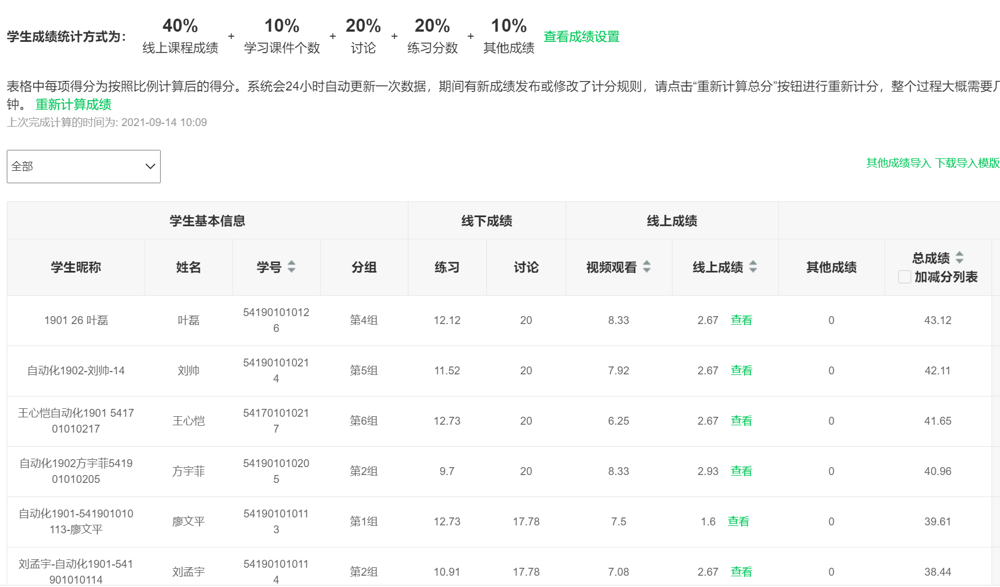 学生成绩统计方式为： 40% + 10% + 20% + 20% + 10% 查看成绩设置
线上课程成绩 学习课件个数 讨论 练习分数 其他成绩
表格中每项得分为按照比例计算后的得分。系统会24小时自动更新一次数据，期间有新成绩发布或修改了计分规则，请点击“重新计算总分”按钮进行重新计分，整个过程大概需要几
钟。 重新计算成绩
上次完成计算的时间为: 2021-09-14 10:09
全部
其他成绩导入 下载导入模版
学生基本信息 线下成绩 线上成绩
学生昵称 姓名 学号 分组 练习 讨论 视频观看 线上成绩 其他成绩 总成绩
加减分列表
1901 26 叶磊 叶磊 54190101012 第4组 12.12 20 8.33 2.67 查看 0 43.12
6
自动化1902-刘帅-14 刘帅 54190101021 第5组 11.52 20 7.92 2.67 查看 0 42.11
4
王心恺自动化1901 5417 王心恺 54170101021 第6组 12.73 20 6.25 2.67 查看 0 41.65
01010217 7
自动化1902方宇菲5419 方宇菲 54190101020 第2组 9.7 20 8.33 2.93 查看 0 40.96
01010205 5
自动化1901-541901010 廖文平 54190101011 第1组 12.73 17.78 7.5 1.6 查看 0 39.61
113-廖文平 3
刘孟宇-自动化1901-541 刘孟宇 54190101011 第2组 10.91 17.78 7.08 2.67 查看 0 38.44
901010114 4